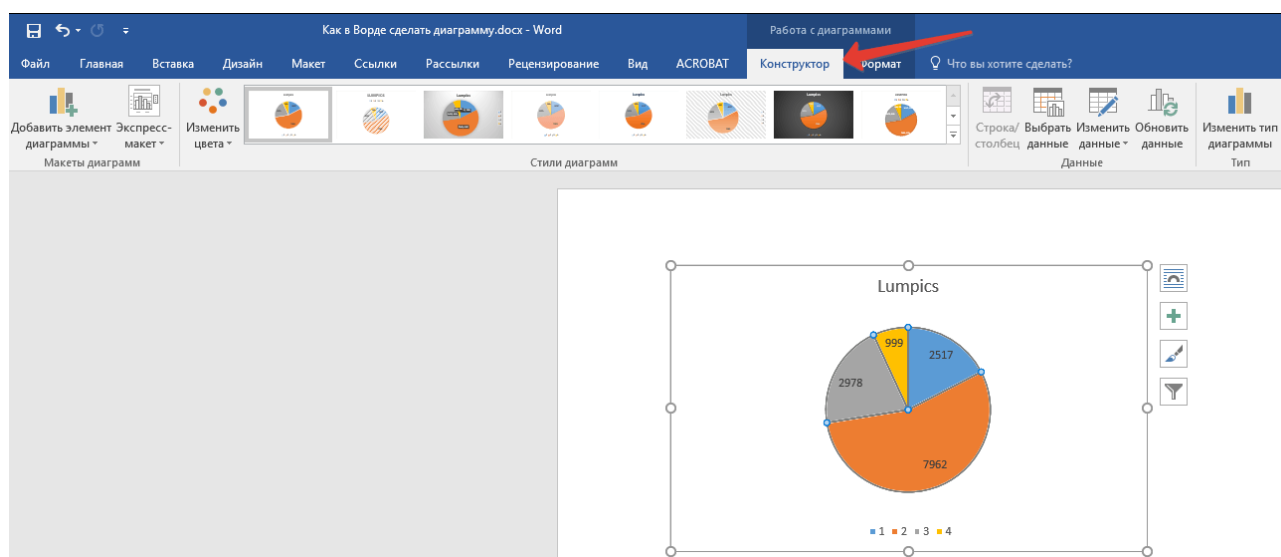 Как в Ворде сделать диаграмму.docx - Word
Работа с диаграммами
Файл Главная Вставка Дизайн Макет Ссылки Рассылки Рецензирование Вид ACROBAT Конструктор Формат Что вы хотите сделать?
Добавить элемент диаграммы
Экспресс-макет
Изменить цвета
Строка/столбец
Выбрать данные
Изменить данные
Обновить данные
Изменить тип диаграммы
Макеты диаграмм
Стили диаграмм
Данные
Тип
Lumpics
999
2517
2978
7962
1 2 3 4